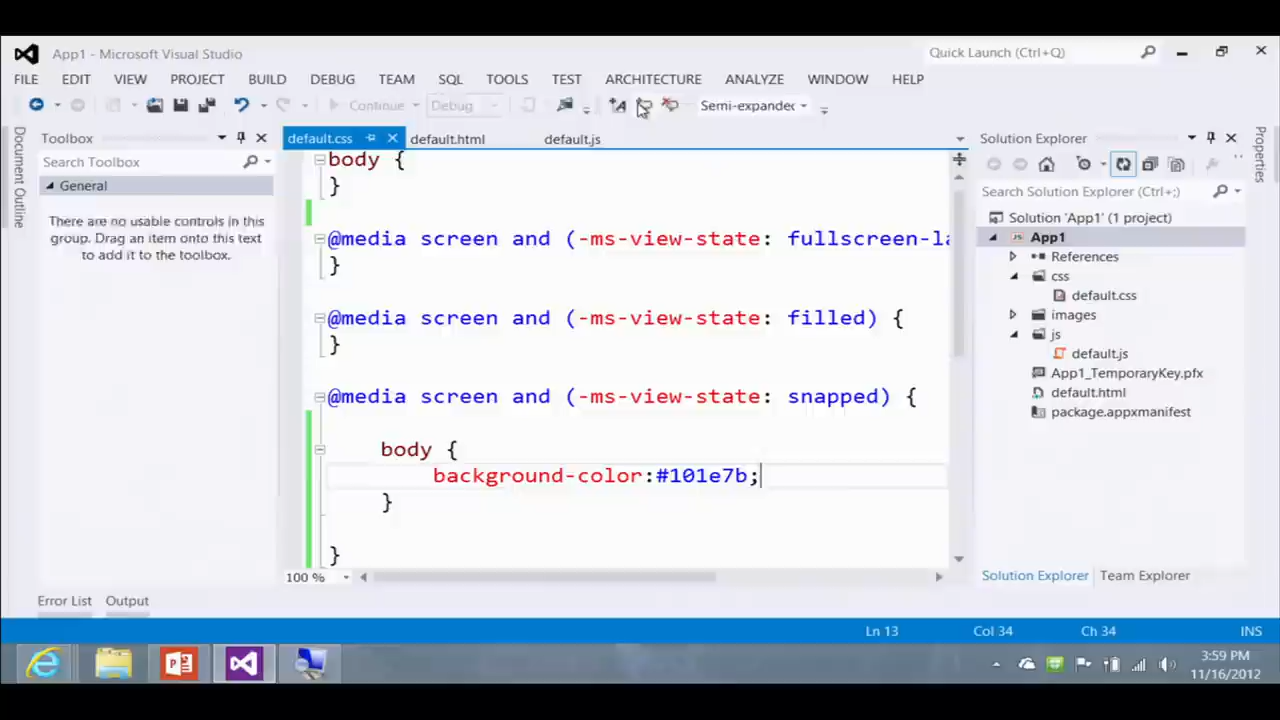 App1 - Microsoft Visual Studio
Quick Launch (Ctrl+Q)
FILE EDIT VIEW PROJECT BUILD DEBUG TEAM SQL TOOLS TEST ARCHITECTURE ANALYZE WINDOW HELP
Continue Debug Semi-expanded
Document Outline
Toolbox
Search Toolbox
General
There are no usable controls in this
group. Drag an item onto this text
to add it to the toolbox.
default.css default.html default.js
body {
}
@media screen and (-ms-view-state: fullscreen-la
}
@media screen and (-ms-view-state: filled) {
}
@media screen and (-ms-view-state: snapped) {
body {
background-color:#101e7b;
}
}
100 %
Solution Explorer
Search Solution Explorer (Ctrl+;)
Solution 'App1' (1 project)
App1
References
css
default.css
images
js
default.js
App1_TemporaryKey.pfx
default.html
package.appxmanifest
Solution Explorer Team Explorer
Properties
Error List Output
Ln 13 Col 34 Ch 34 INS
3:59 PM
11/16/2012